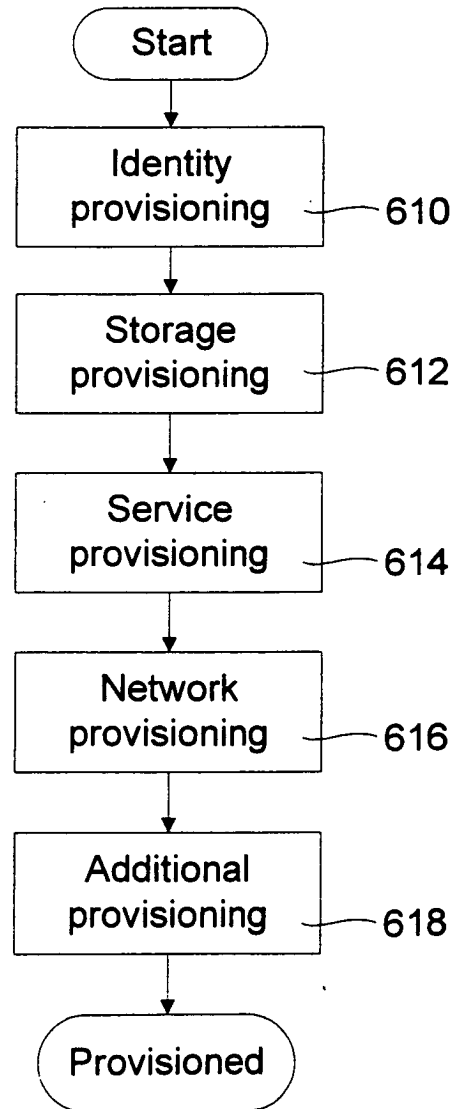 Start
Identity
provisioning
610
Storage
provisioning
612
Service
provisioning
614
Network
provisioning
616
Additional
provisioning
618
Provisioned